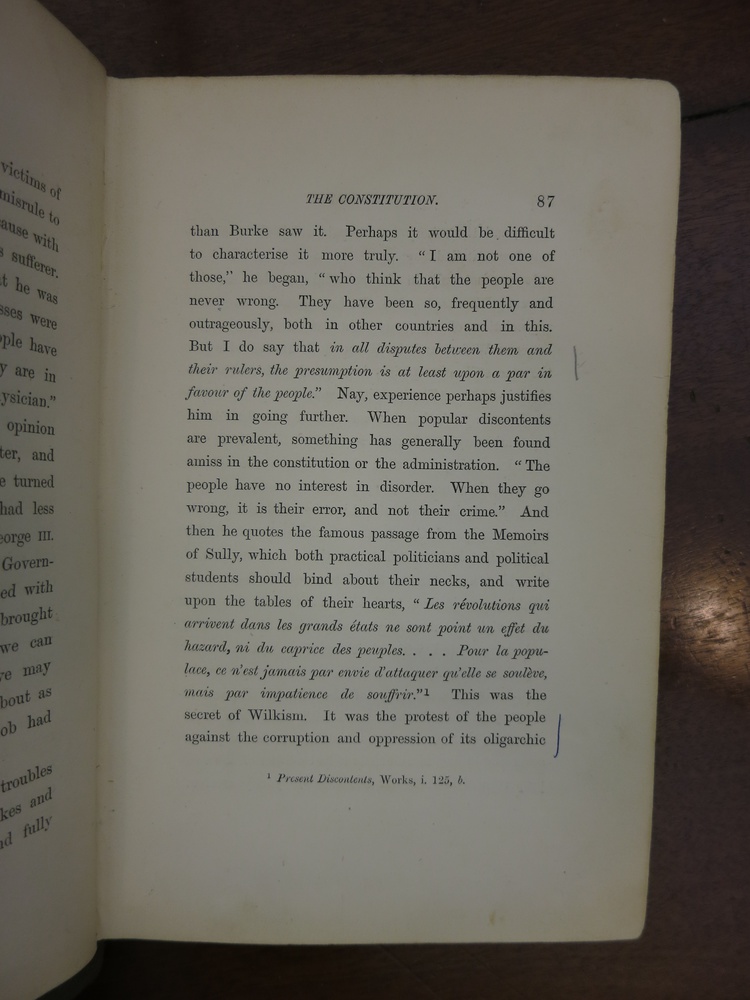 victims of
misrule to
ause with
sufferer.
t he was
sses were
ple have
y are in
ysician."
opinion
ter, and
e turned
had less
eorge III.
Govern-
ed with
brought
we can
ve may
bout as
ob had
troubles
kes and
nd fully
THE CONSTITUTION. 87
than Burke saw it. Perhaps it would be difficult
to characterise it more truly. "I am not one of
those," he began, "who think that the people are
never wrong. They have been so, frequently and
outrageously, both in other countries and in this.
But I do say that in all disputes between them and
their rulers, the presumption is at least upon a par in
favour of the people." Nay, experience perhaps justifies
him in going further. When popular discontents
are prevalent, something has generally been found
amiss in the constitution or the administration. "The
people have no interest in disorder. When they go
wrong, it is their error, and not their crime." And
then he quotes the famous passage from the Memoirs
of Sully, which both practical politicians and political
students should bind about their necks, and write
upon the tables of their hearts, "Les révolutions qui
arrivent dans les grands états ne sont point un effet du
hazard, ni du caprice des peuples. . . . Pour la popu-
lace, ce n'est jamais par envie d'attaquer qu'elle se soulève,
mais par impatience de souffrir."1 This was the
secret of Wilkism. It was the protest of the people
against the corruption and oppression of its oligarchic
1 Present Discontents, Works, i. 125, b.